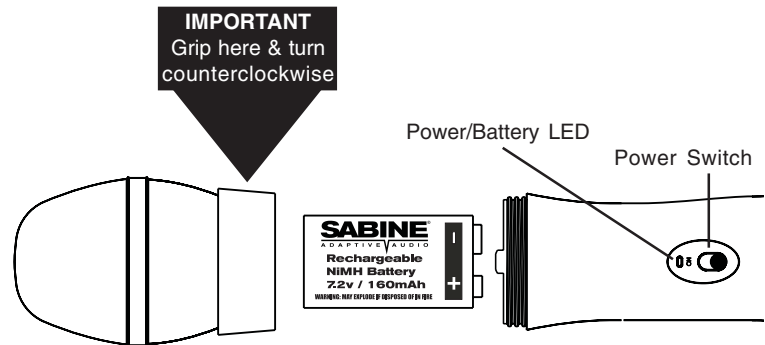 IMPORTANT
Grip here & turn
counterclockwise
Power/Battery LED
Power Switch
SABINE®
ADAPTIVE AUDIO
Rechargeable
NiMH Battery
7.2v / 160mAh
WARNING: MAY EXPLODE IF DISPOSED OF IN FIRE
-
+